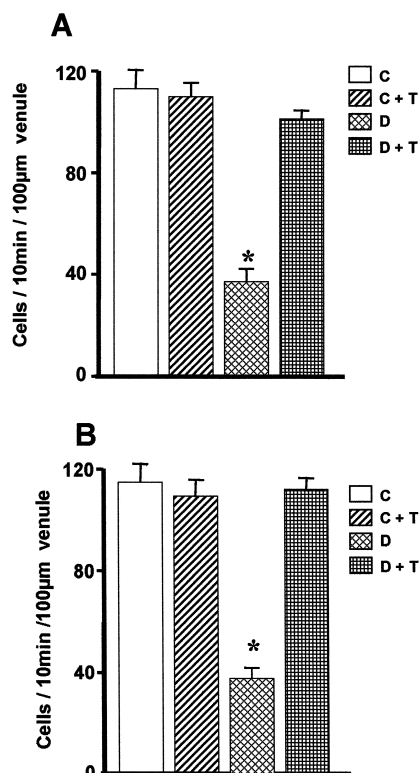 A
120
80
40
0
Cells / 10min / 100µm venule
*
C
C + T
D
D + T
B
120
80
40
0
Cells / 10min /100µm venule
*
C
C + T
D
D + T